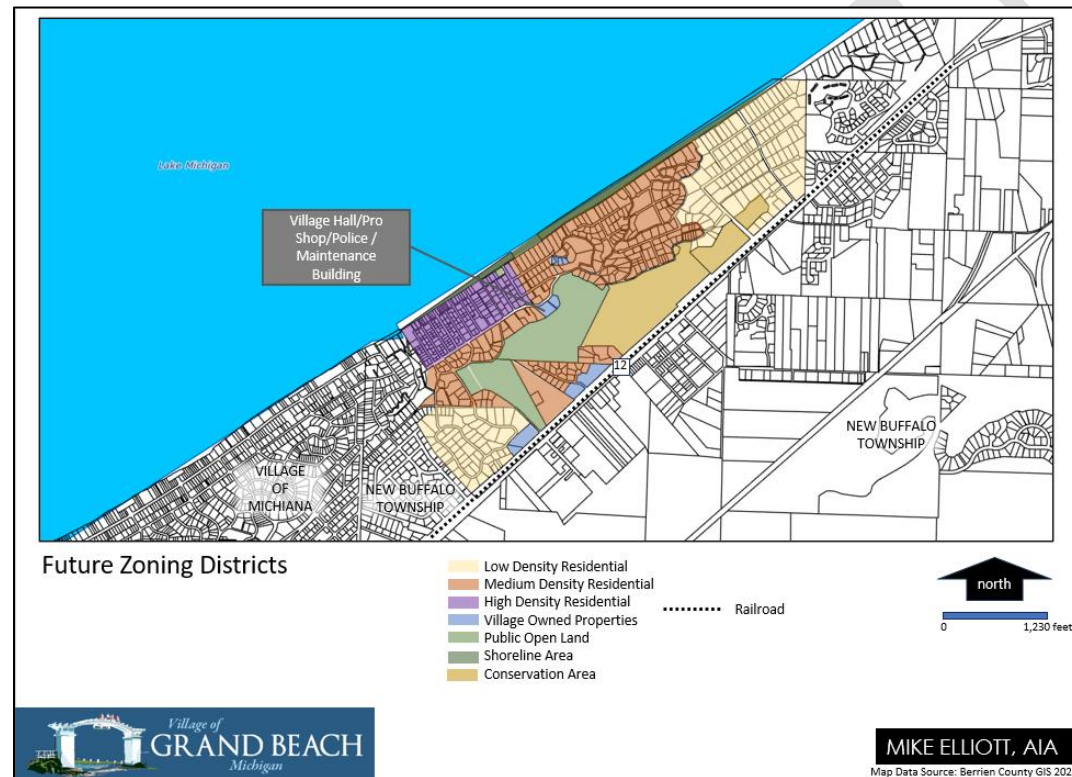 Lake Michigan
Village Hall/Pro
Shop/Police /
Maintenance
Building
12
NEW BUFFALO
TOWNSHIP
VILLAGE
OF
MICHIANA
NEW BUFFALO
TOWNSHIP
Future Zoning Districts
Low Density Residential
Medium Density Residential
High Density Residential
Village Owned Properties
Public Open Land
Shoreline Area
Conservation Area
Railroad
north
0 1,230 feet
Village of
GRAND BEACH
Michigan
MIKE ELLIOTT, AIA
Map Data Source: Berrien County GIS 202